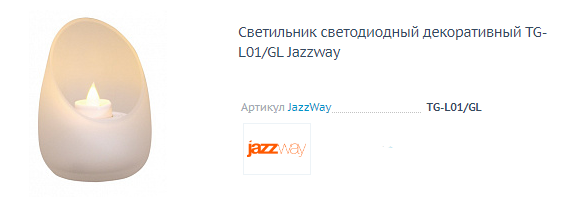 Светильник светодиодный декоративный TG-
L01/GL Jazzway
Артикул JazzWay TG-L01/GL
jazzway